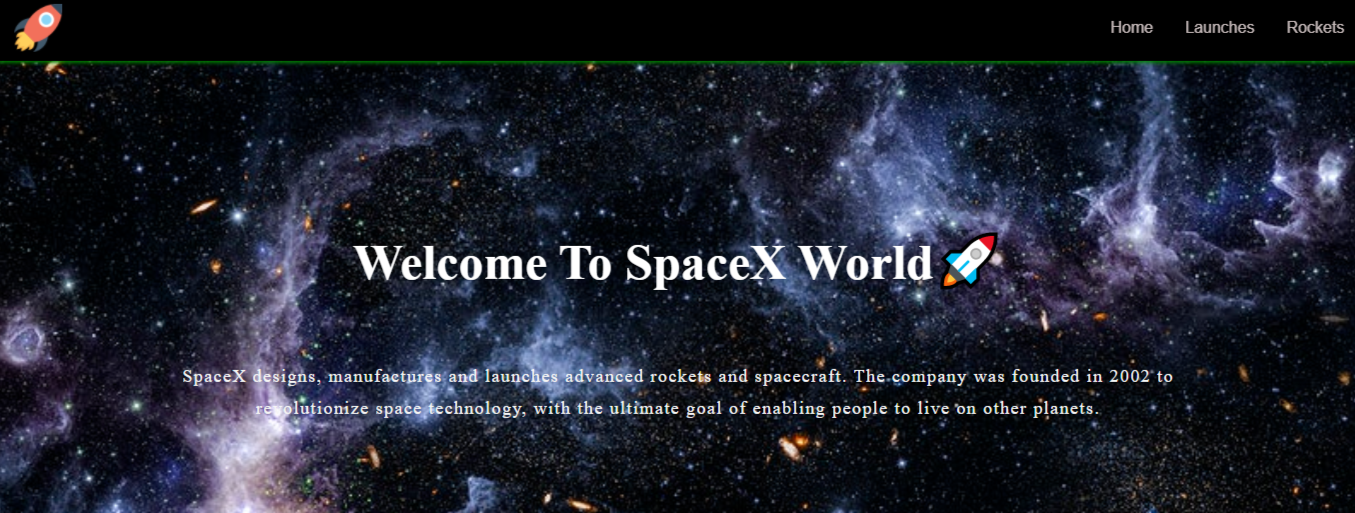 Home Launches Rockets
Welcome To SpaceX World🚀
SpaceX designs, manufactures and launches advanced rockets and spacecraft. The company was founded in 2002 to
revolutionize space technology, with the ultimate goal of enabling people to live on other planets.